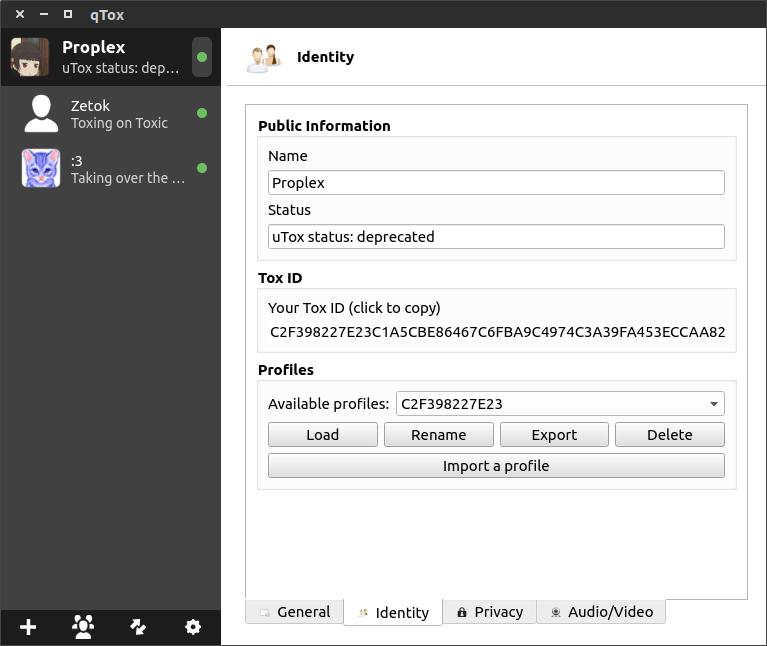 qTox
Proplex
uTox status: dep...
Zetok
Toxing on Toxic
:3
Taking over the ...
Identity
Public Information
Name
Proplex
Status
uTox status: deprecated
Tox ID
Your Tox ID (click to copy)
C2F398227E23C1A5CBE86467C6FBA9C4974C3A39FA453ECCAA82
Profiles
Available profiles: C2F398227E23
Load Rename Export Delete
Import a profile
General Identity Privacy Audio/Video